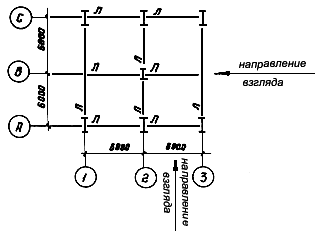 С
Л
Л
6000
Л
Л
направление
В
Л
Л
взгляда
6000
Л
Л
Л
Л
Л
А
6000
6000
1
2
3
направление
взгляда